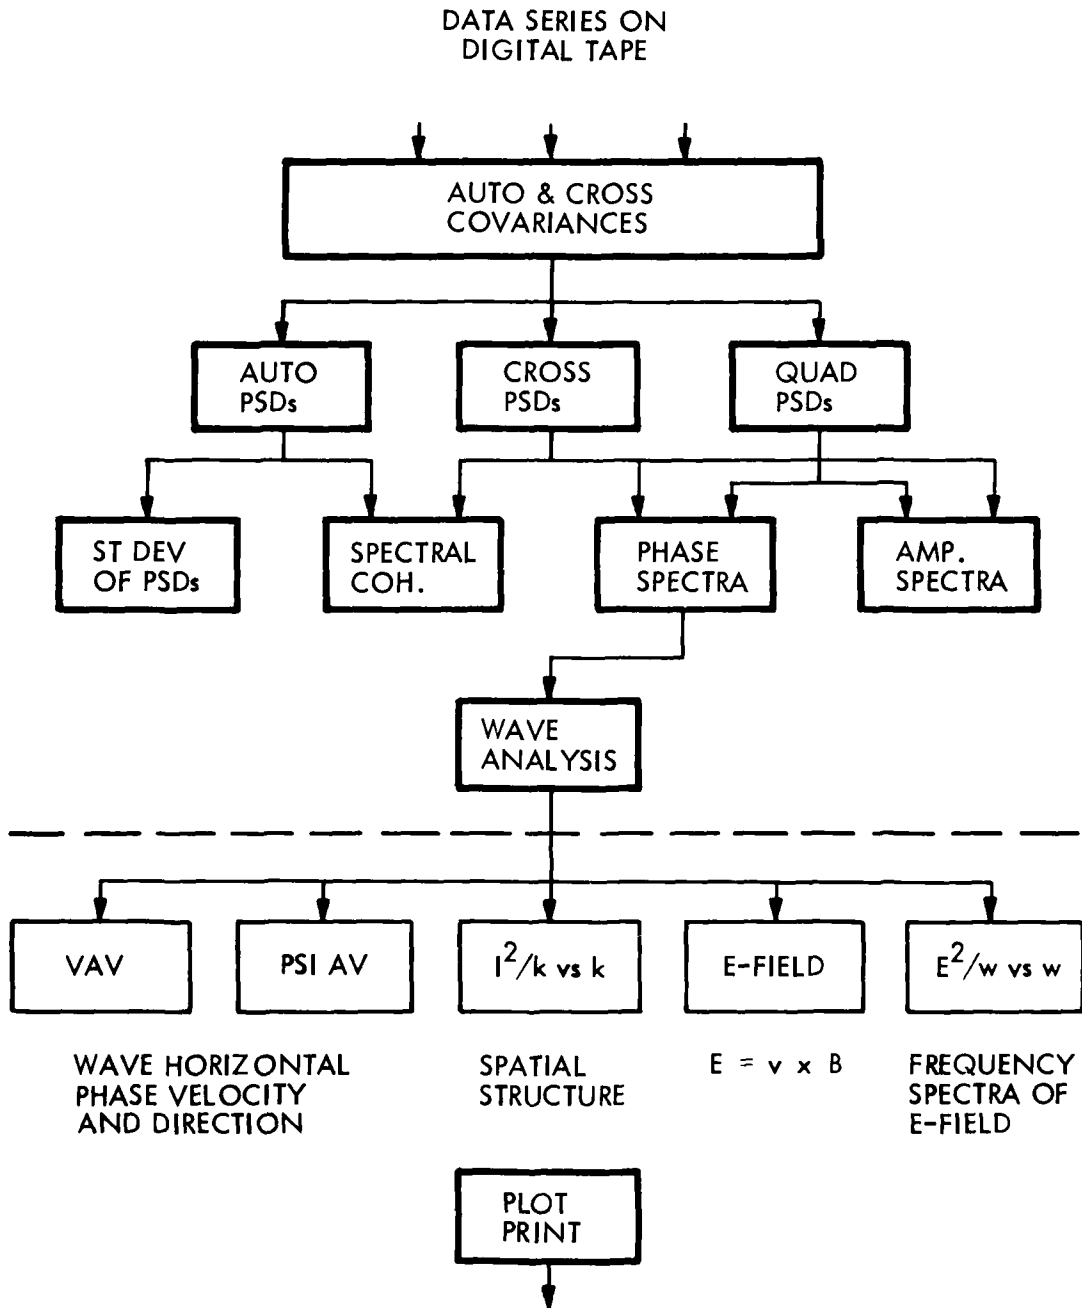 DATA SERIES ON
DIGITAL TAPE
AUTO & CROSS
COVARIANCES
AUTO
PSDs
CROSS
PSDs
QUAD
PSDs
ST DEV
OF PSDs
SPECTRAL
COH.
PHASE
SPECTRA
AMP.
SPECTRA
WAVE
ANALYSIS
VAV
PSI AV
I²/k vs k
E-FIELD
E²/w vs w
WAVE HORIZONTAL
PHASE VELOCITY
AND DIRECTION
SPATIAL
STRUCTURE
E = v x B
FREQUENCY
SPECTRA OF
E-FIELD
PLOT
PRINT